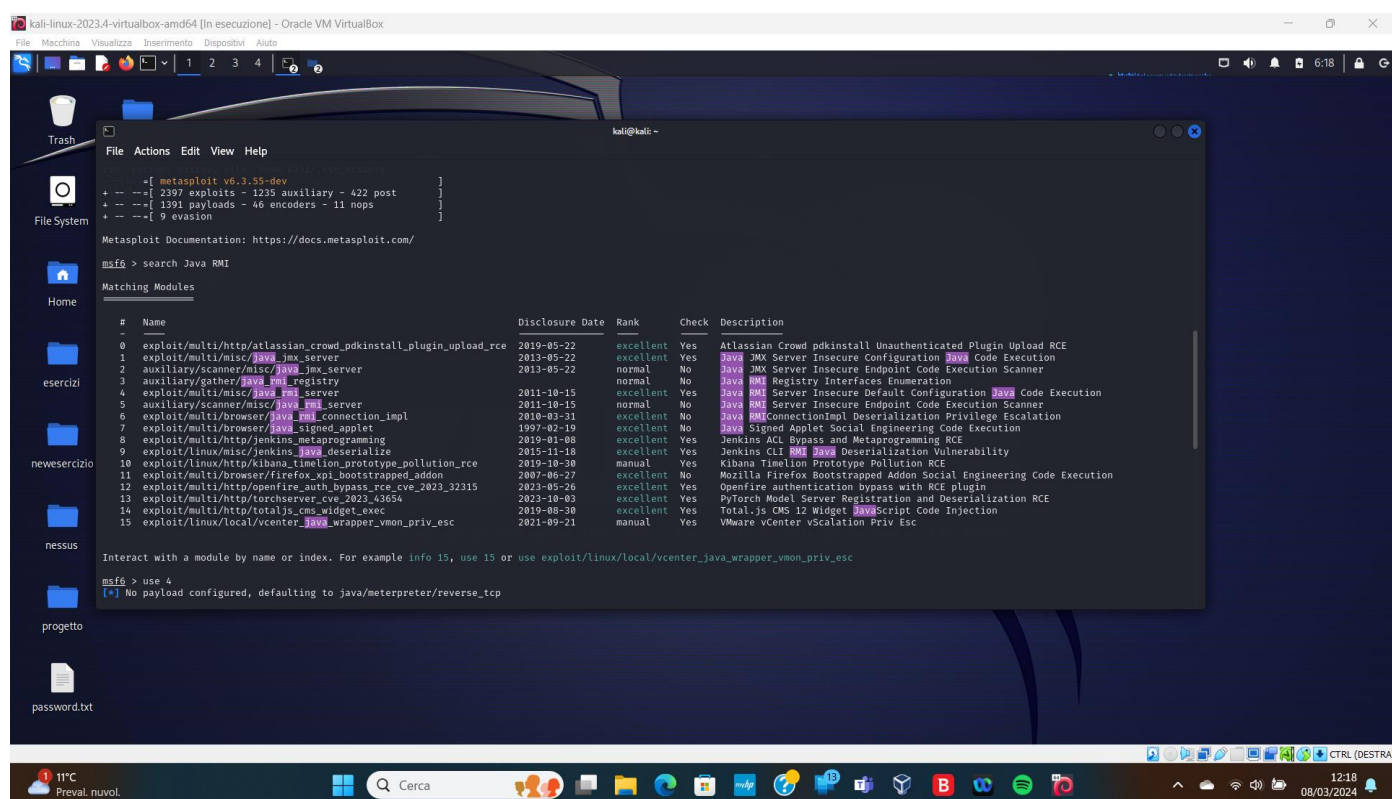 kali-linux-2023.4-virtualbox-amd64 [In esecuzione] - Oracle VM VirtualBox
File Macchina Visualizza Inserimento Dispositivi Aiuto
1 2 3 4
6:18
Trash
File System
Home
esercizi
newesercizio
nessus
progetto
password.txt
kali@kali: ~
File Actions Edit View Help
=[ metasploit v6.3.55-dev ]
+ -- --=[ 2397 exploits - 1235 auxiliary - 422 post ]
+ -- --=[ 1391 payloads - 46 encoders - 11 nops ]
+ -- --=[ 9 evasion ]
Metasploit Documentation: https://docs.metasploit.com/
msf6 > search Java RMI
Matching Modules
# Name Disclosure Date Rank Check Description
0 exploit/multi/http/atlassian_crowd_pdkinstall_plugin_upload_rce 2019-05-22 excellent Yes Atlassian Crowd pdkinstall Unauthenticated Plugin Upload RCE
1 exploit/multi/misc/java_jmx_server 2013-05-22 excellent Yes Java JMX Server Insecure Configuration Java Code Execution
2 auxiliary/scanner/misc/java_jmx_server 2013-05-22 normal No Java JMX Server Insecure Endpoint Code Execution Scanner
3 auxiliary/gather/java_rmi_registry normal No Java RMI Registry Interfaces Enumeration
4 exploit/multi/misc/java_rmi_server 2011-10-15 excellent Yes Java RMI Server Insecure Default Configuration Java Code Execution
5 auxiliary/scanner/misc/java_rmi_server 2011-10-15 normal No Java RMI Server Insecure Endpoint Code Execution Scanner
6 exploit/multi/browser/java_rmi_connection_impl 2010-03-31 excellent No Java RMIConnectionImpl Deserialization Privilege Escalation
7 exploit/multi/browser/java_signed_applet 1997-02-19 excellent No Java Signed Applet Social Engineering Code Execution
8 exploit/multi/http/jenkins_metaprogramming 2019-01-08 excellent Yes Jenkins ACL Bypass and Metaprogramming RCE
9 exploit/linux/misc/jenkins_java_deserialize 2015-11-18 excellent Yes Jenkins CLI RMI Java Deserialization Vulnerability
10 exploit/linux/http/kibana_timelion_prototype_pollution_rce 2019-10-30 manual Yes Kibana Timelion Prototype Pollution RCE
11 exploit/multi/browser/firefox_xpi_bootstrapped_addon 2007-06-27 excellent No Mozilla Firefox Bootstrapped Addon Social Engineering Code Execution
12 exploit/multi/http/openfire_auth_bypass_rce_cve_2023_32315 2023-05-26 excellent Yes Openfire authentication bypass with RCE plugin
13 exploit/multi/http/torchserver_cve_2023_43654 2023-10-03 excellent Yes PyTorch Model Server Registration and Deserialization RCE
14 exploit/multi/http/totaljs_cms_widget_exec 2019-08-30 excellent Yes Total.js CMS 12 Widget JavaScript Code Injection
15 exploit/linux/local/vcenter_java_wrapper_vmon_priv_esc 2021-09-21 manual Yes VMware vCenter vScalation Priv Esc
Interact with a module by name or index. For example info 15, use 15 or use exploit/linux/local/vcenter_java_wrapper_vmon_priv_esc
msf6 > use 4
[*] No payload configured, defaulting to java/meterpreter/reverse_tcp
CTRL (DESTRA
1
11°C
Preval. nuvol.
Cerca
mvhp
13
B
12:18
08/03/2024